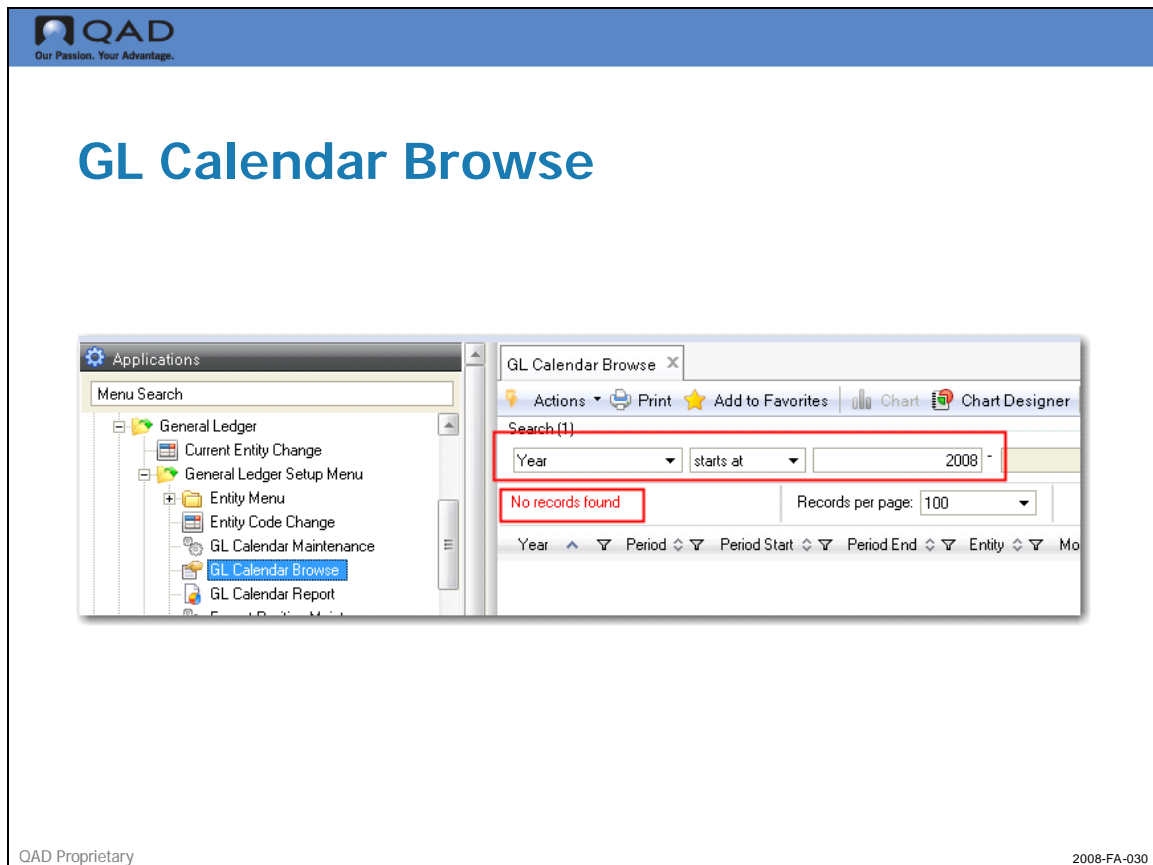 QAD
Our Passion. Your Advantage.
GL Calendar Browse
Applications
Menu Search
General Ledger
Current Entity Change
General Ledger Setup Menu
Entity Menu
Entity Code Change
GL Calendar Maintenance
GL Calendar Browse
GL Calendar Report
GL Calendar Browse
Actions Print Add to Favorites Chart Chart Designer
Search (1)
Year starts at 2008 -
No records found Records per page: 100
Year Period Period Start Period End Entity Mo
QAD Proprietary
2008-FA-030